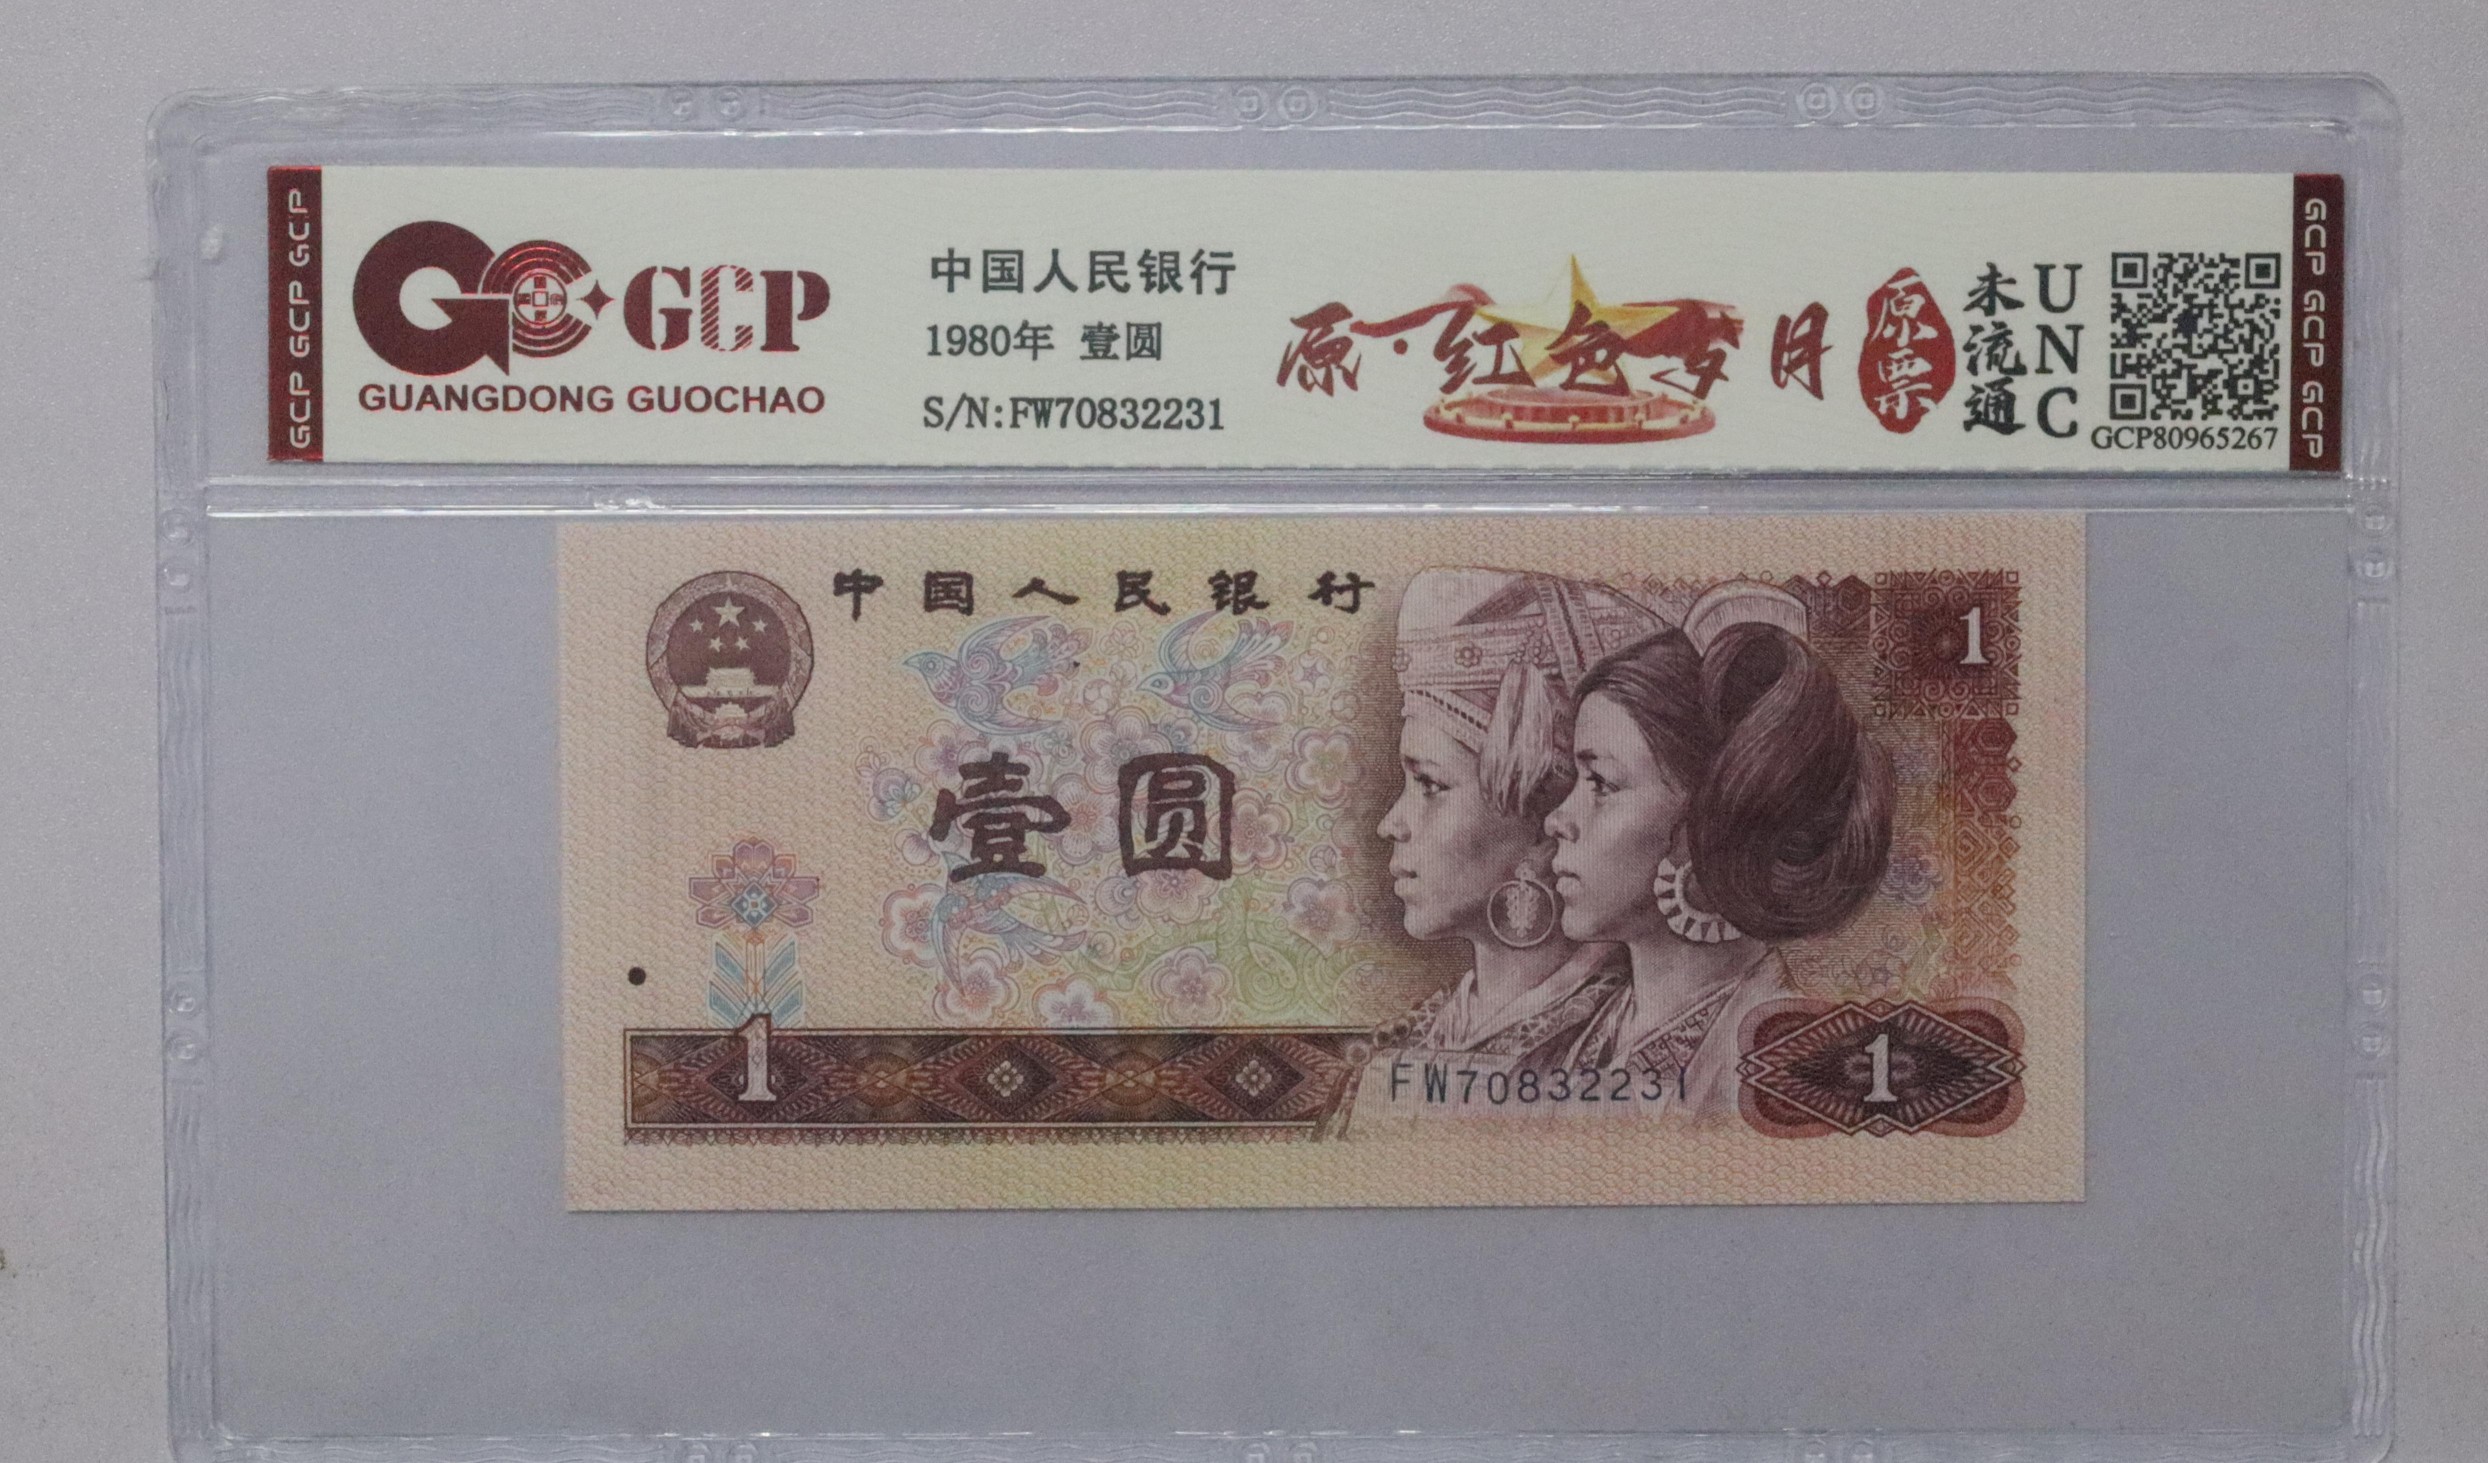 GCP GCP GCP
GCP
GUANGDONG GUOCHAO
中国人民银行
1980年 壹圆
S/N:FW70832231
原·红色岁月
原票
未流通
UNC
GCP80965267
GCP GCP GCP
中国人民银行
1
壹圆
1
FW70832231
1